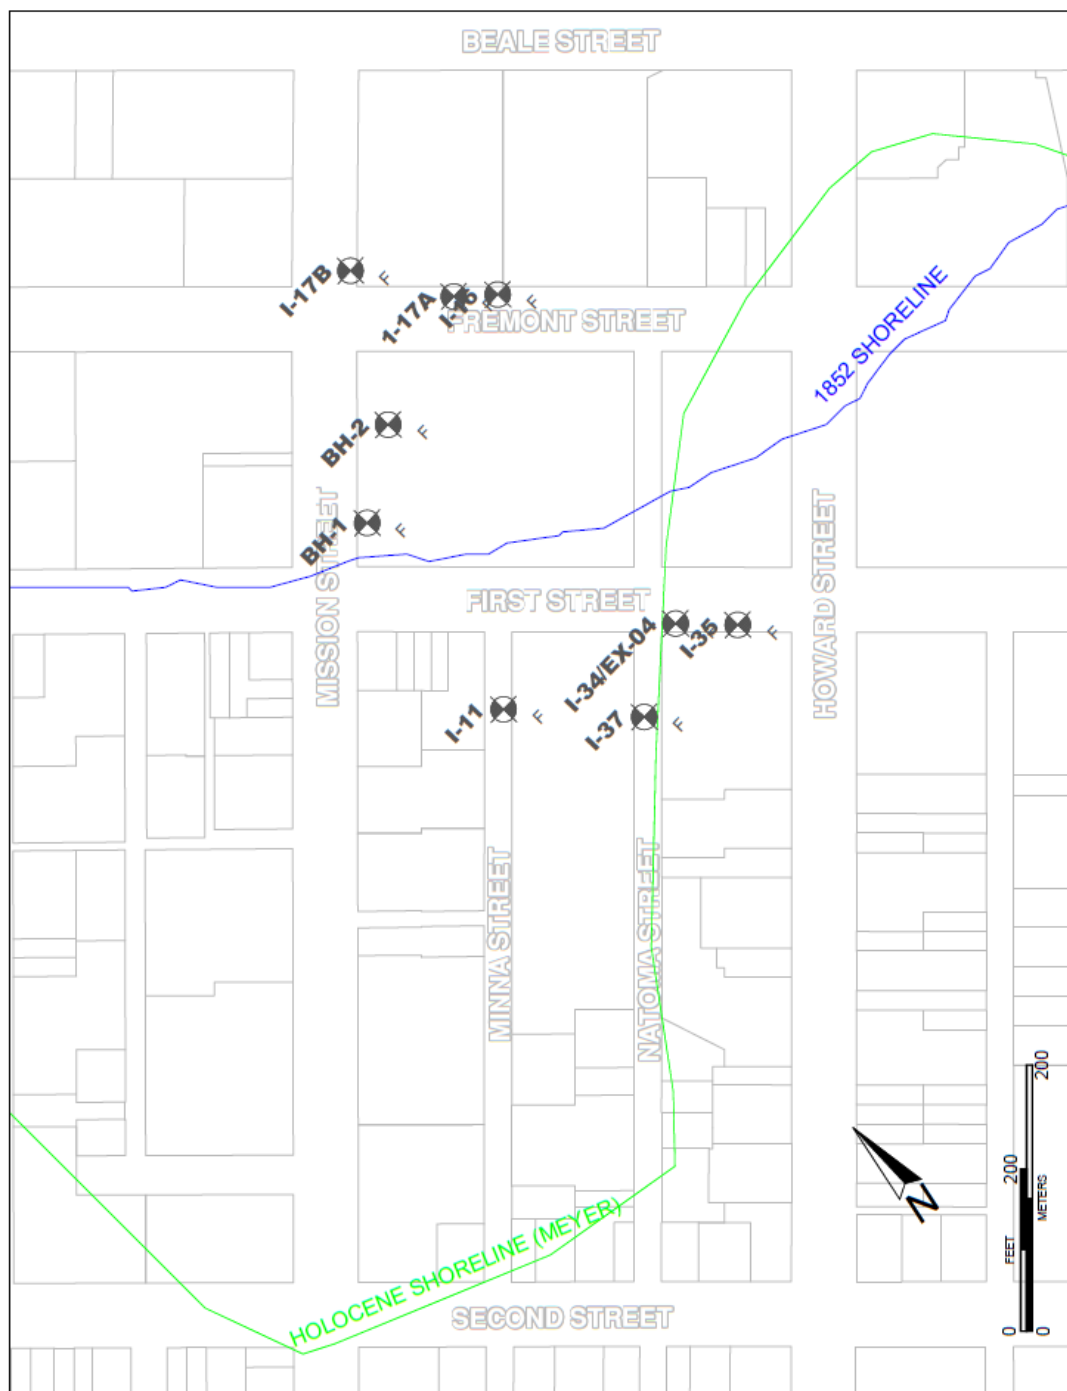 BEALE STREET
I-17B
F
1-17A
I-16
F
FREMONT STREET
1852 SHORELINE
BH-2
F
BH-1
F
MISSION STREET
HOWARD STREET
FIRST STREET
I-34/EX-04
I-35
F
I-11
F
I-37
F
MINNA STREET
NATOMA STREET
200
200
FEET
METERS
0
0
N
HOLOCENE SHORELINE (MEYER)
SECOND STREET